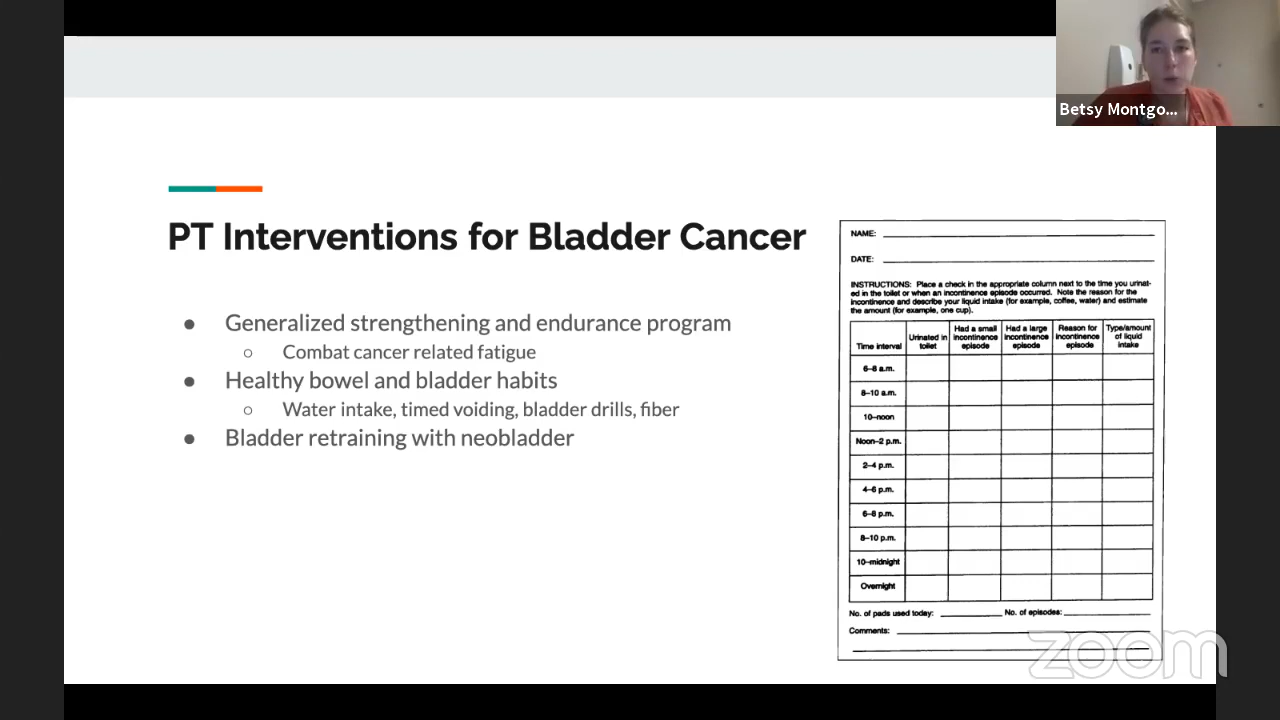 Betsy Montgo...
PT Interventions for Bladder Cancer
● Generalized strengthening and endurance program
○ Combat cancer related fatigue
● Healthy bowel and bladder habits
○ Water intake, timed voiding, bladder drills, fiber
● Bladder retraining with neobladder
NAME:
DATE:
INSTRUCTIONS: Place a check in the appropriate column next to the time you urinat-
ed in the toilet or when an incontinence episode occurred. Note the reason for the
incontinence and describe your liquid intake (for example, coffee, water) and estimate
the amount (for example, one cup).
Time interval
Urinated in
toilet
Had a small
incontinence
episode
Had a large
incontinence
episode
Reason for
incontinence
episode
Type/amount
of liquid
intake
6–8 a.m.
8–10 a.m.
10–noon
Noon–2 p.m.
2–4 p.m.
4–6 p.m.
6–8 p.m.
8–10 p.m.
10–midnight
Overnight
No. of pads used today: No. of episodes:
Comments:
zoom